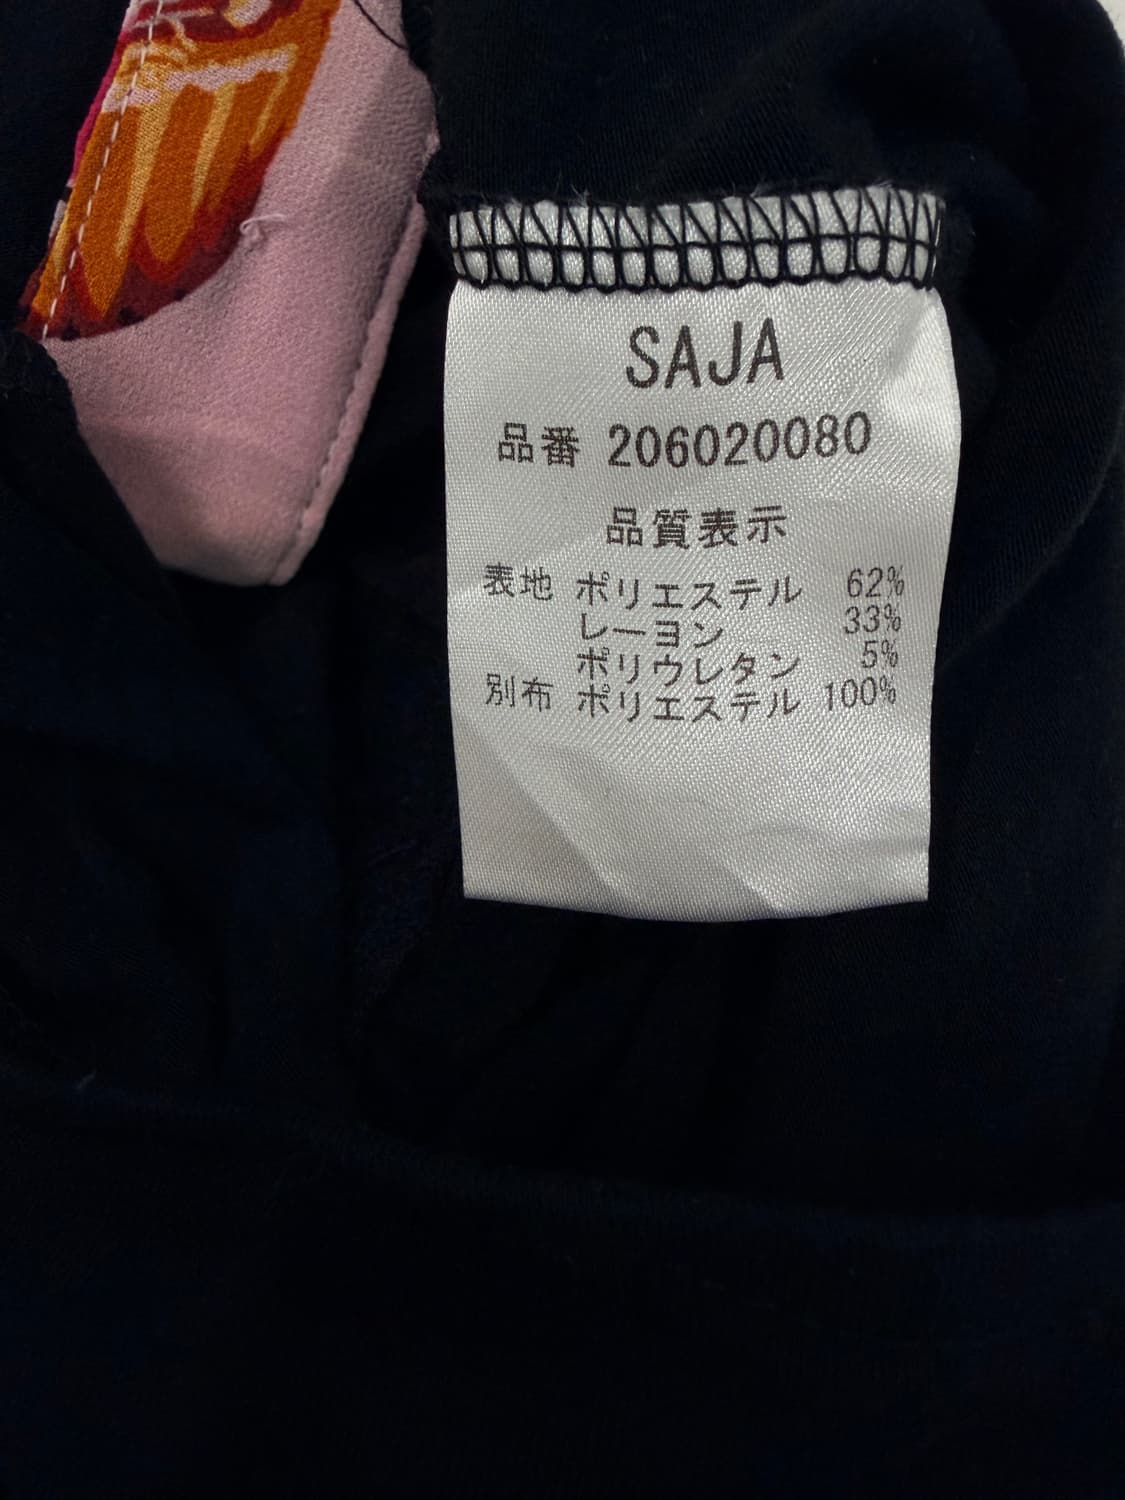 SAJA
品番 206020080
品質表示
表地 ポリエステル 62%
レーヨン 33%
ポリウレタン 5%
別布 ポリエステル 100%